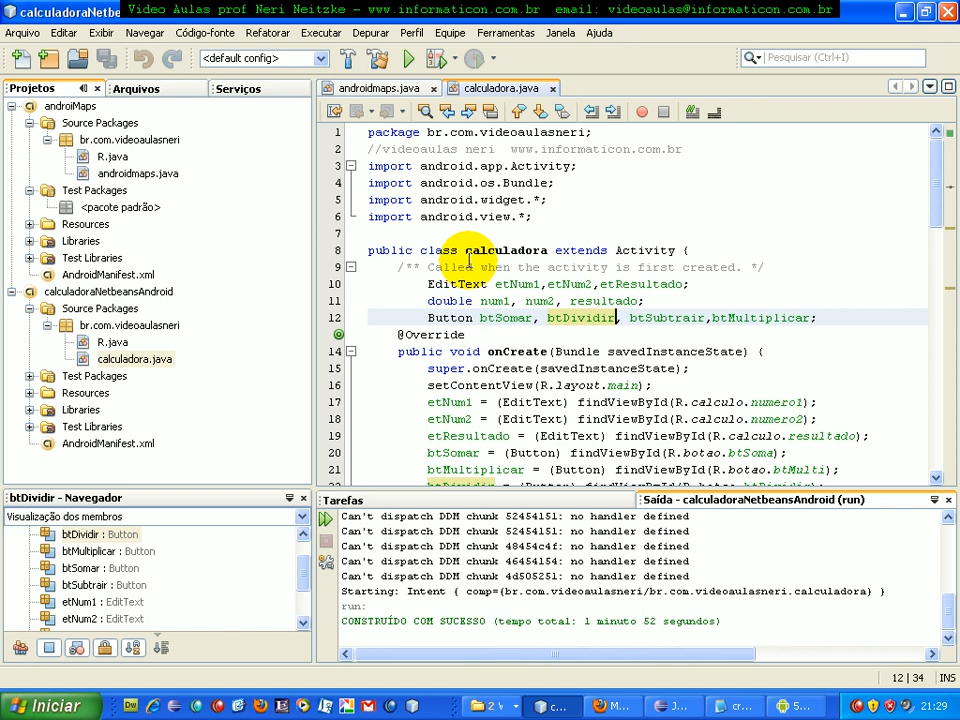 calculadoraNetbe
Video Aulas prof Neri Neitzke – www.informaticon.com.br email: videoaulas@informaticon.com.br
Arquivo Editar Exibir Navegar Código-fonte Refatorar Executar Depurar Perfil Equipe Ferramentas Janela Ajuda
<default config>
Pesquisar (Ctrl+I)
Projetos
Arquivos
Serviços
androiMaps
Source Packages
br.com.videoaulasneri
R.java
androidmaps.java
Test Packages
<pacote padrão>
Resources
Libraries
Test Libraries
AndroidManifest.xml
calculadoraNetbeansAndroid
Source Packages
br.com.videoaulasneri
R.java
calculadora.java
Test Packages
Resources
Libraries
Test Libraries
AndroidManifest.xml
androidmaps.java
calculadora.java
1 package br.com.videoaulasneri;
2 //videoaulas neri  www.informaticon.com.br
3 import android.app.Activity;
4 import android.os.Bundle;
5 import android.widget.*;
6 import android.view.*;
7
8 public class calculadora extends Activity {
9 /** Called when the activity is first created. */
10 EditText etNum1,etNum2,etResultado;
11 double num1, num2, resultado;
12 Button btSomar, btDividir, btSubtrair,btMultiplicar;
@Override
14 public void onCreate(Bundle savedInstanceState) {
15 super.onCreate(savedInstanceState);
16 setContentView(R.layout.main);
17 etNum1 = (EditText) findViewById(R.calculo.numero1);
18 etNum2 = (EditText) findViewById(R.calculo.numero2);
19 etResultado = (EditText) findViewById(R.calculo.resultado);
20 btSomar = (Button) findViewById(R.botao.btSoma);
21 btMultiplicar = (Button) findViewById(R.botao.btMulti);
btDividir - Navegador
Visualização dos membros
btDividir : Button
btMultiplicar : Button
btSomar : Button
btSubtrair : Button
etNum1 : EditText
etNum2 : EditText
Tarefas
Saída - calculadoraNetbeansAndroid (run)
Can't dispatch DDM chunk 52454151: no handler defined
Can't dispatch DDM chunk 52454151: no handler defined
Can't dispatch DDM chunk 48454c4f: no handler defined
Can't dispatch DDM chunk 46454154: no handler defined
Can't dispatch DDM chunk 4d505251: no handler defined
Starting: Intent { comp={br.com.videoaulasneri/br.com.videoaulasneri.calculadora} }
run:
CONSTRUÍDO COM SUCESSO (tempo total: 1 minuto 52 segundos)
12 | 34
INS
Iniciar
2
c...
M...
J...
cr...
5...
21:29